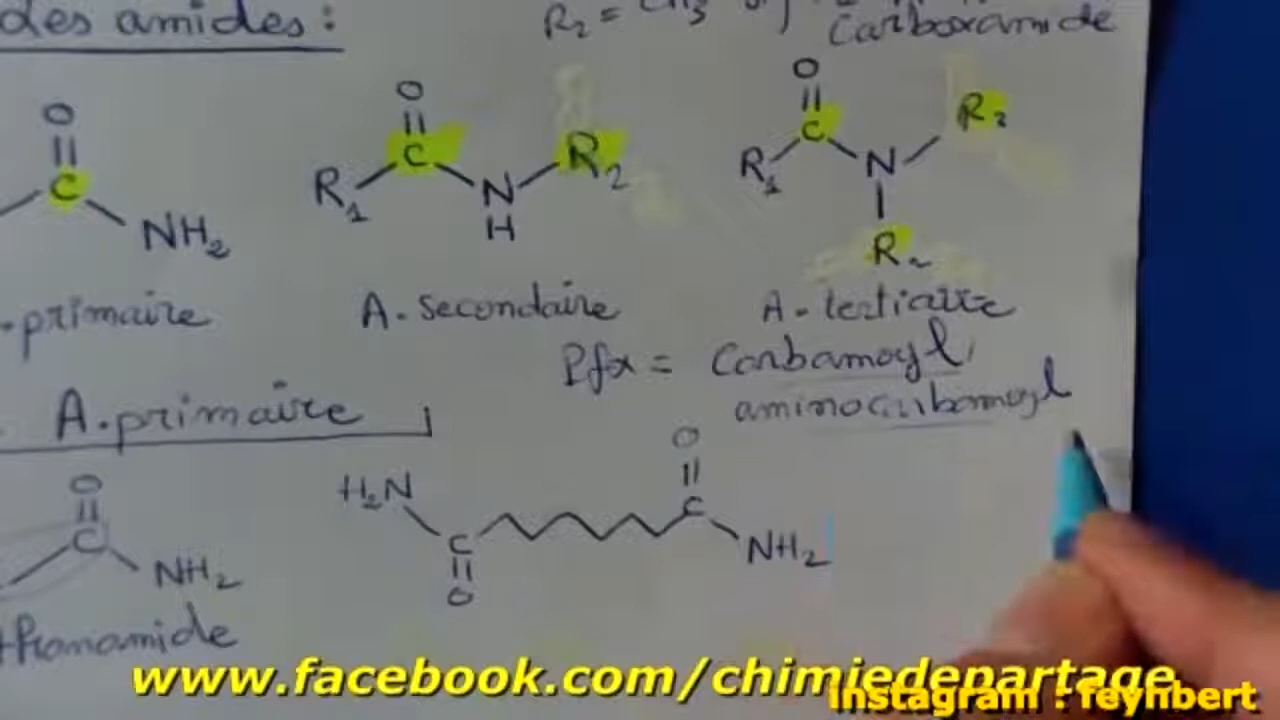 des amides :
R₂ = CH₃
Carboxamide
O
C
NH₂
O
R₁ C N R₂
H
O
R₁ C N R₂
R₂
A. primaire
A. secondaire
A. tertiaire
Pfx = Carbamoyl,
aminocarbamoyl
A. primaire
O
C
NH₂
H₂N
C
O
O
C
NH₂
thanamide
www.facebook.com/chimiedepartage
instagram : feynbert